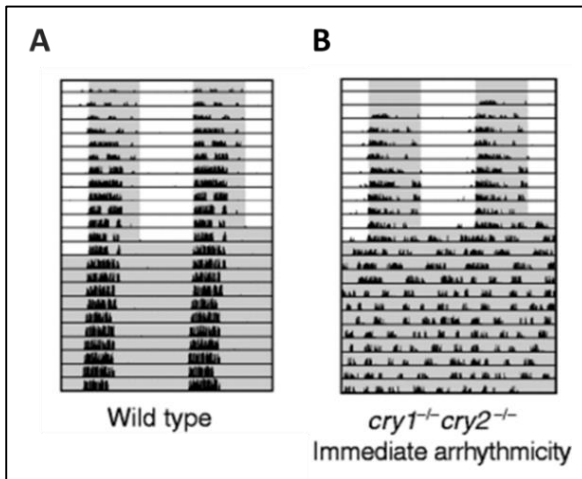 A
B
Wild type
cry1⁻/⁻cry2⁻/⁻
Immediate arrhythmicity